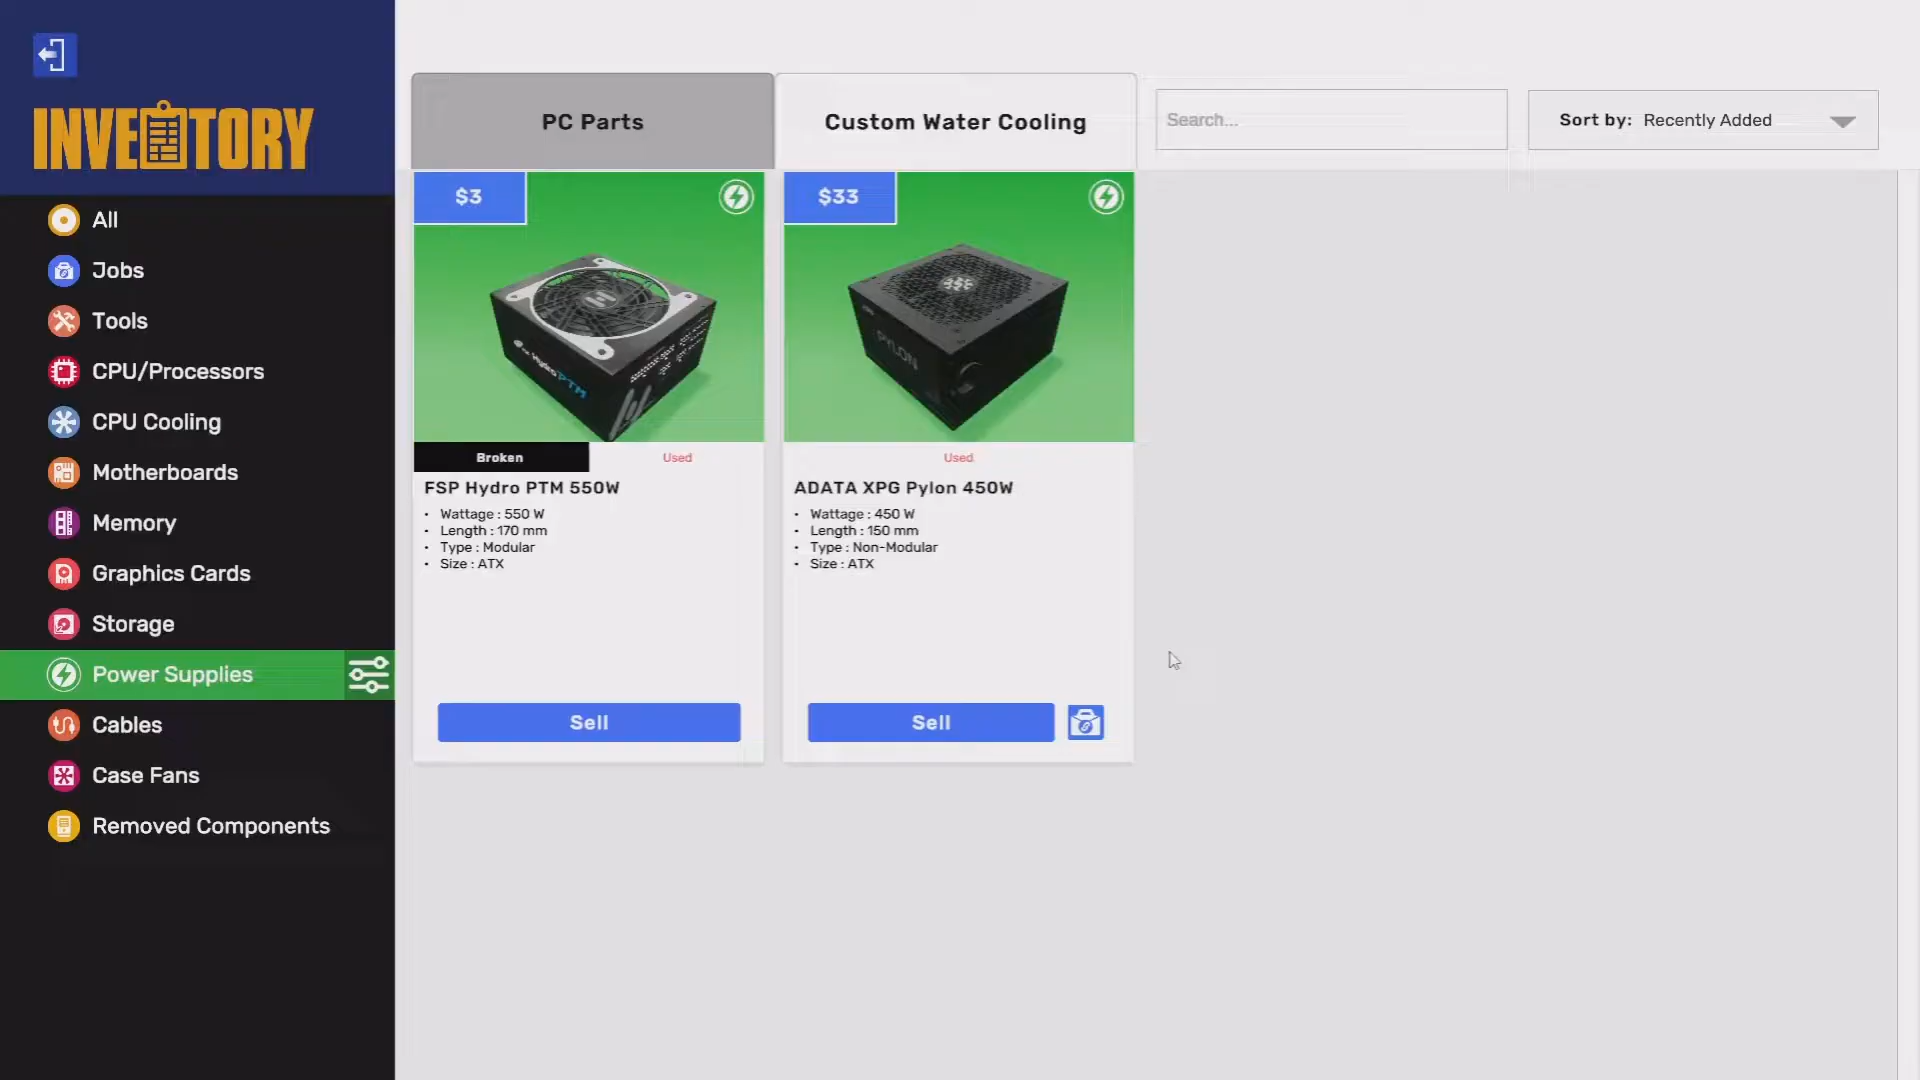 INVENTORY
All
Jobs
Tools
CPU/Processors
CPU Cooling
Motherboards
Memory
Graphics Cards
Storage
Power Supplies
Cables
Case Fans
Removed Components
PC Parts
Custom Water Cooling
Search...
Sort by: Recently Added
$3
Hydro PTM
Broken
Used
FSP Hydro PTM 550W
• Wattage : 550 W
• Length : 170 mm
• Type : Modular
• Size : ATX
Sell
$33
PYLON
Used
ADATA XPG Pylon 450W
• Wattage : 450 W
• Length : 150 mm
• Type : Non-Modular
• Size : ATX
Sell